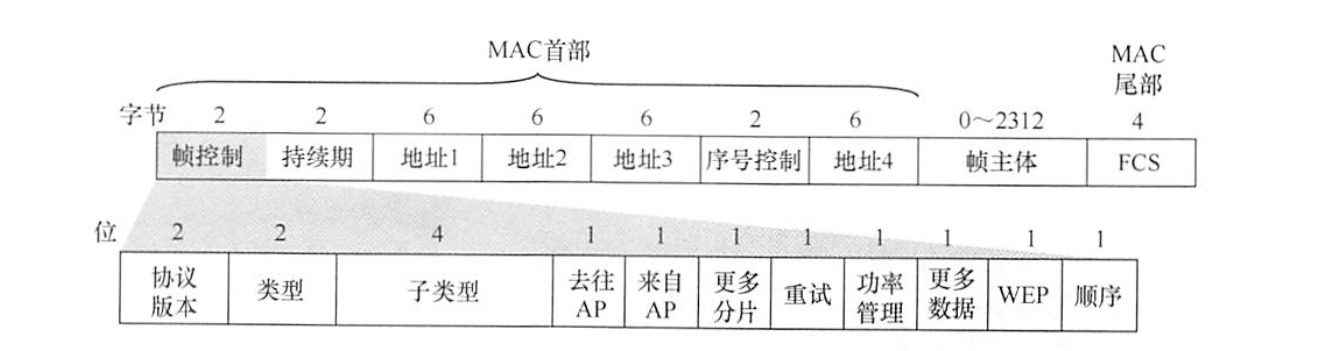 MAC首部
MAC
尾部
字节 2 2 6 6 6 2 6 0～2312 4
帧控制 持续期 地址1 地址2 地址3 序号控制 地址4 帧主体 FCS
位 2 2 4 1 1 1 1 1 1 1 1
协议
版本
类型
子类型
去往
AP
来自
AP
更多
分片
重试
功率
管理
更多
数据
WEP
顺序